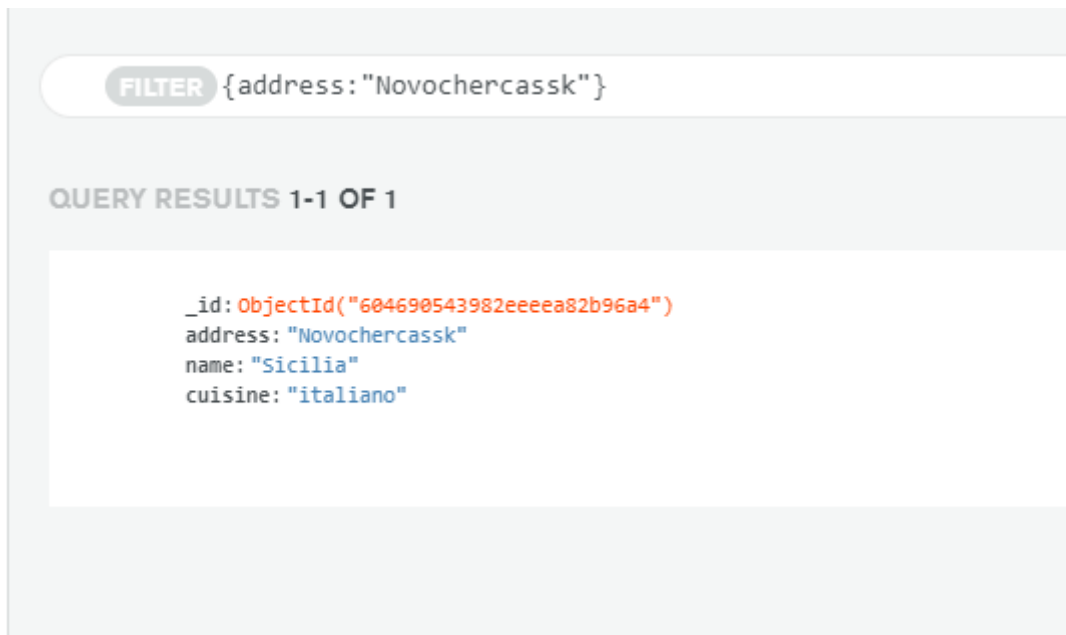 FILTER {address:"Novochercassk"}
QUERY RESULTS 1-1 OF 1
_id: ObjectId("604690543982eeeea82b96a4")
address: "Novochercassk"
name: "Sicilia"
cuisine: "italiano"